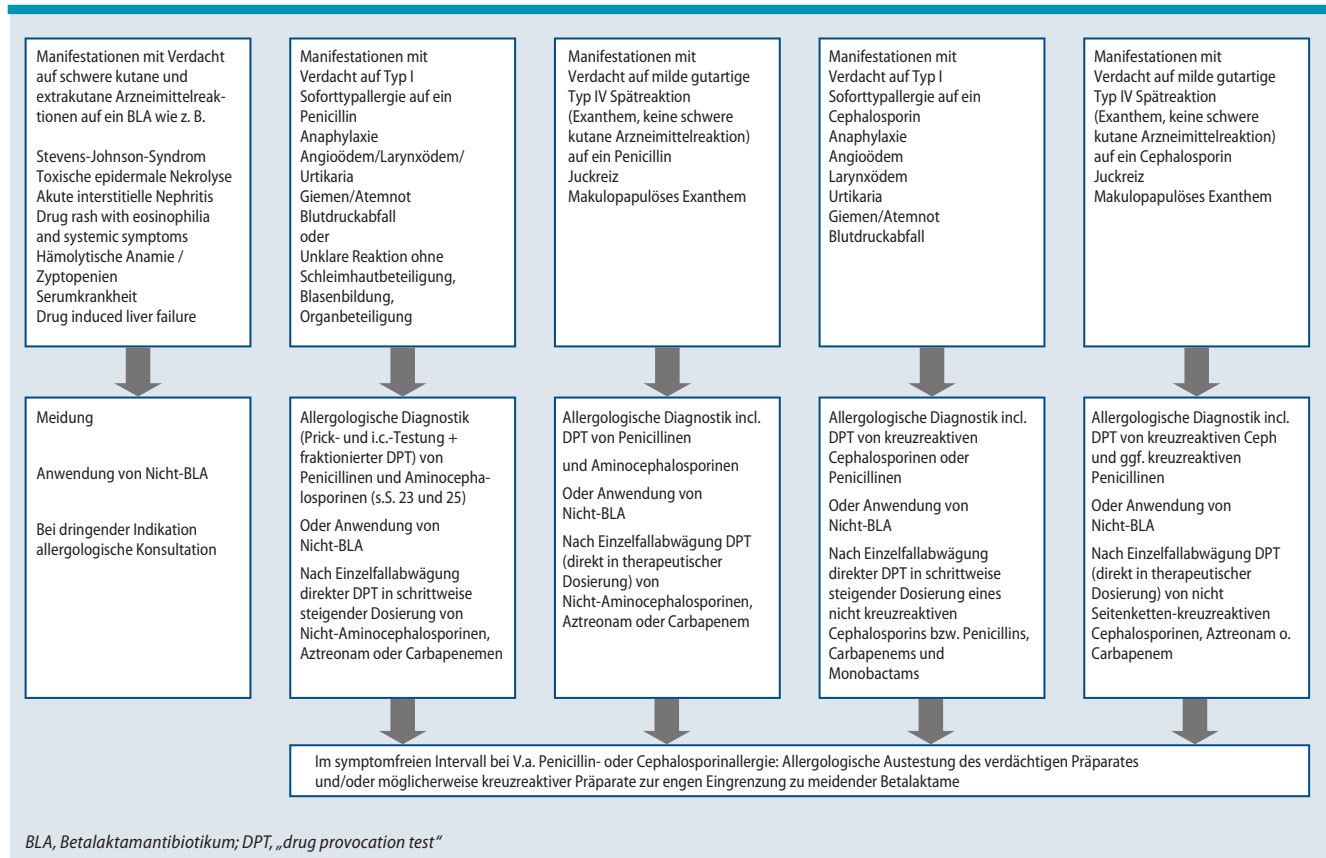 Manifestationen mit Verdacht
auf schwere kutane und
extrakutane Arzneimittelreak-
tionen auf ein BLA wie z. B.
Stevens-Johnson-Syndrom
Toxische epidermale Nekrolyse
Akute interstitielle Nephritis
Drug rash with eosinophilia
and systemic symptoms
Hämolytische Anamie /
Zyptopenien
Serumkrankheit
Drug induced liver failure
Manifestationen mit
Verdacht auf Typ I
Soforttypallergie auf ein
Penicillin
Anaphylaxie
Angioödem/Larynxödem/
Urtikaria
Giemen/Atemnot
Blutdruckabfall
oder
Unklare Reaktion ohne
Schleimhautbeteiligung,
Blasenbildung,
Organbeteiligung
Manifestationen mit
Verdacht auf milde gutartige
Typ IV Spätreaktion
(Exanthem, keine schwere
kutane Arzneimittelreaktion)
auf ein Penicillin
Juckreiz
Makulopapulöses Exanthem
Manifestationen mit
Verdacht auf Typ I
Soforttypallergie auf ein
Cephalosporin
Anaphylaxie
Angioödem
Larynxödem
Urtikaria
Giemen/Atemnot
Blutdruckabfall
Manifestationen mit
Verdacht auf milde gutartige
Typ IV Spätreaktion
(Exanthem, keine schwere
kutane Arzneimittelreaktion)
auf ein Cephalosporin
Juckreiz
Makulopapulöses Exanthem
Meidung
Anwendung von Nicht-BLA
Bei dringender Indikation
allergologische Konsultation
Allergologische Diagnostik
(Prick- und i.c.-Testung +
fraktionierter DPT) von
Penicillinen und Aminocepha-
losporinen (s.S. 23 und 25)
Oder Anwendung von
Nicht-BLA
Nach Einzelfallabwägung
direkter DPT in schrittweise
steigender Dosierung von
Nicht-Aminocephalosporinen,
Aztreonam oder Carbapenemen
Allergologische Diagnostik incl.
DPT von Penicillinen
und Aminocephalosporinen
Oder Anwendung von
Nicht-BLA
Nach Einzelfallabwägung DPT
(direkt in therapeutischer
Dosierung) von
Nicht-Aminocephalosporinen,
Aztreonam oder Carbapenem
Allergologische Diagnostik incl.
DPT von kreuzreaktiven
Cephalosporinen oder
Penicillinen
Oder Anwendung von
Nicht-BLA
Nach Einzelfallabwägung
direkter DPT in schrittweise
steigender Dosierung eines
nicht kreuzreaktiven
Cephalosporins bzw. Penicillins,
Carbapenems und
Monobactams
Allergologische Diagnostik incl.
DPT von kreuzreaktiven Ceph
und ggf. kreuzreaktiven
Penicillinen
Oder Anwendung von
Nicht-BLA
Nach Einzelfallabwägung DPT
(direkt in therapeutischer
Dosierung) von nicht
Seitenketten-kreuzreaktiven
Cephalosporinen, Aztreonam o.
Carbapenem
Im symptomfreien Intervall bei V.a. Penicillin- oder Cephalosporinallergie: Allergologische Austestung des verdächtigen Präparates
und/oder möglicherweise kreuzreaktiver Präparate zur engen Eingrenzung zu meidender Betalaktame
BLA, Betalaktamantibiotikum; DPT, „drug provocation test“